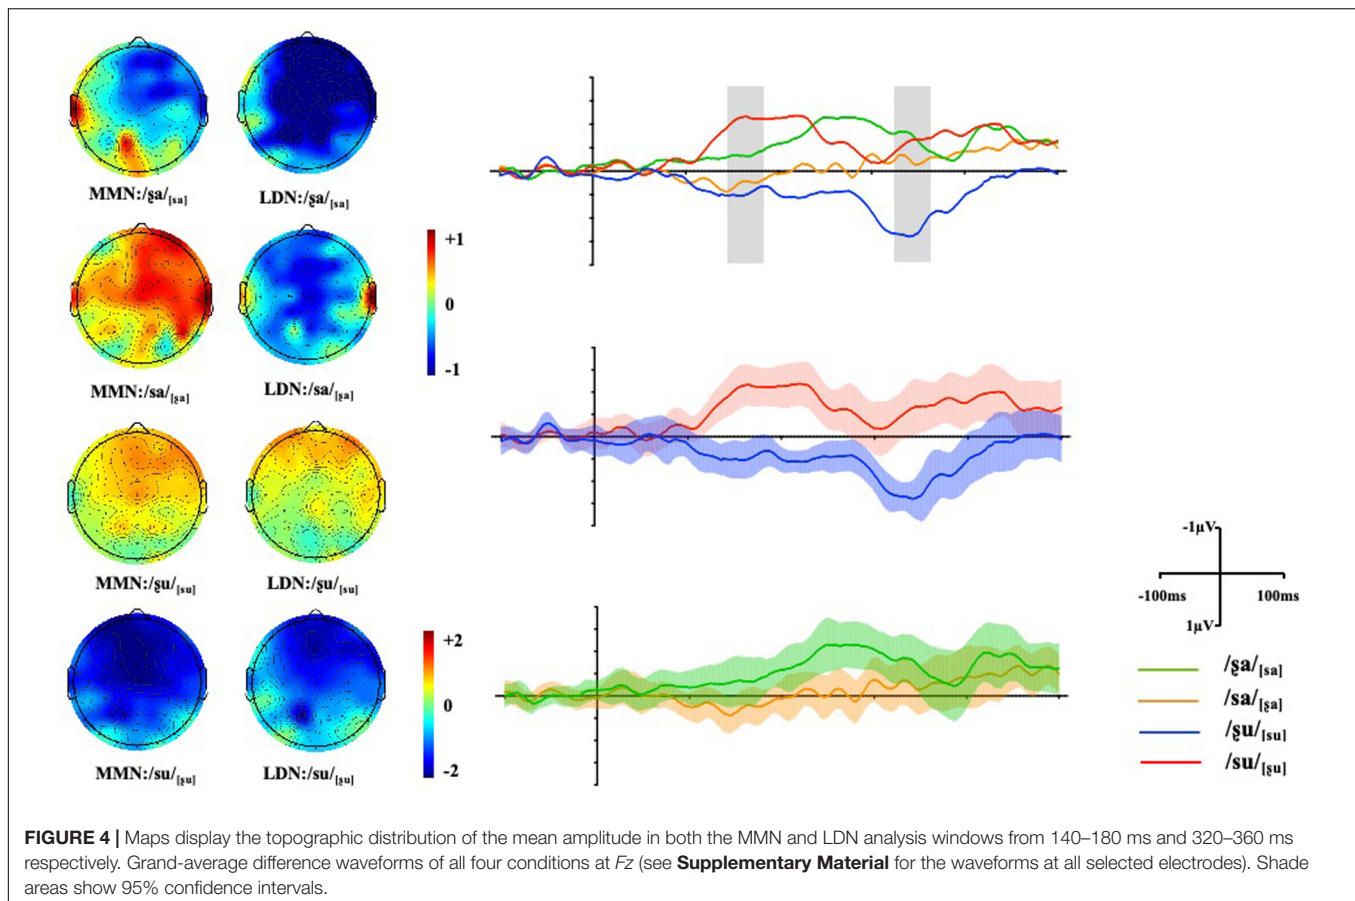 MMN:/ʂa/[sa]
LDN:/ʂa/[sa]
+1
0
-1
MMN:/sa/[ʂa]
LDN:/sa/[ʂa]
MMN:/ʂu/[su]
LDN:/ʂu/[su]
+2
0
-2
MMN:/su/[ʂu]
LDN:/su/[ʂu]
-1µV
-100ms
100ms
1µV
/ʂa/[sa]
/sa/[ʂa]
/ʂu/[su]
/su/[ʂu]
FIGURE 4 | Maps display the topographic distribution of the mean amplitude in both the MMN and LDN analysis windows from 140–180 ms and 320–360 ms
respectively. Grand-average difference waveforms of all four conditions at Fz (see Supplementary Material for the waveforms at all selected electrodes). Shade
areas show 95% confidence intervals.